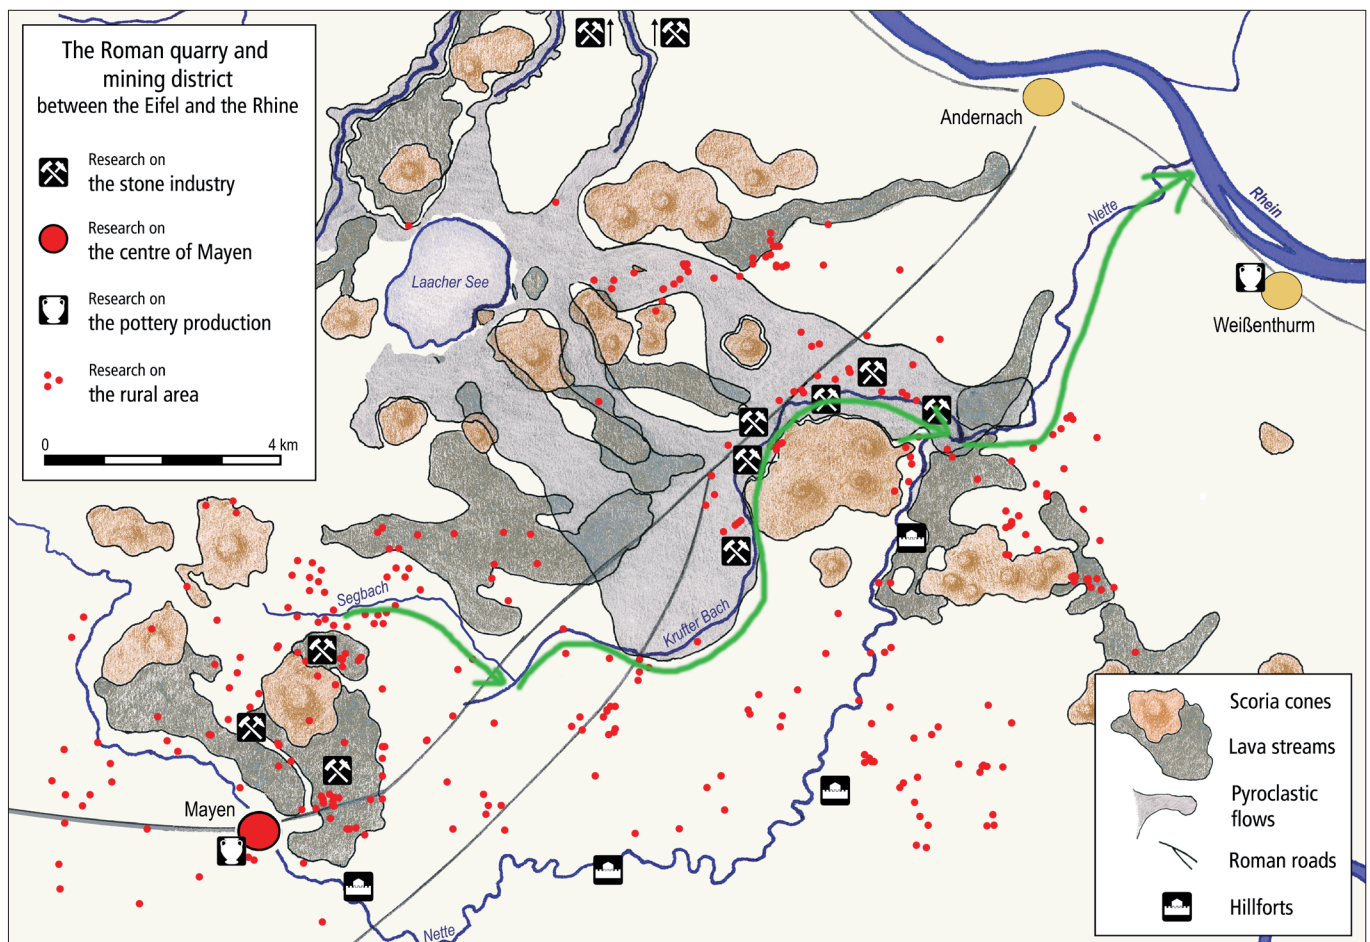 The Roman quarry and
mining district
between the Eifel and the Rhine
Research on
the stone industry
Research on
the centre of Mayen
Research on
the pottery production
Research on
the rural area
0 4 km
Andernach
Nette
Rhein
Laacher See
Weißenthurm
Segbach
Krufter Bach
Mayen
Nette
Scoria cones
Lava streams
Pyroclastic
flows
Roman roads
Hillforts